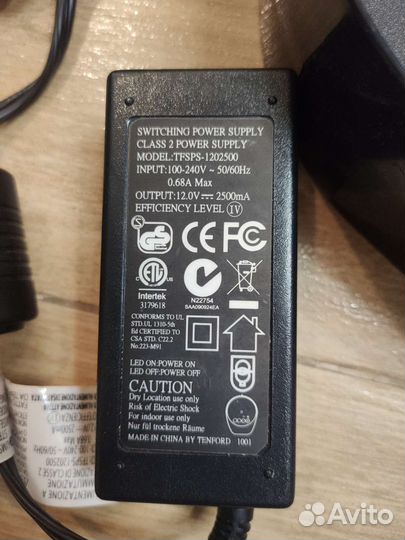 SWITCHING POWER SUPPLY
CLASS 2 POWER SUPPLY
MODEL:TFSPS-1202500
INPUT:100-240V ~ 50/60Hz
0.68A Max
OUTPUT:12.0V ⎓ 2500mA
EFFICIENCY LEVEL IV
S
GS
CE FC
ETL
Intertek
3179618
N22754
SAA090924EA
CONFORMS TO UL
STD.UL 1310-5th
Ed CERTIFIED TO
CSA STD. C22.2
No.223-M91
LED ON:POWER ON
LED OFF:POWER OFF
CAUTION
Dry Location use only
Risk of Electric Shock
For indoor use only
Nur ful trockene Räume
MADE IN CHINA BY TENFORD 1001
Avito